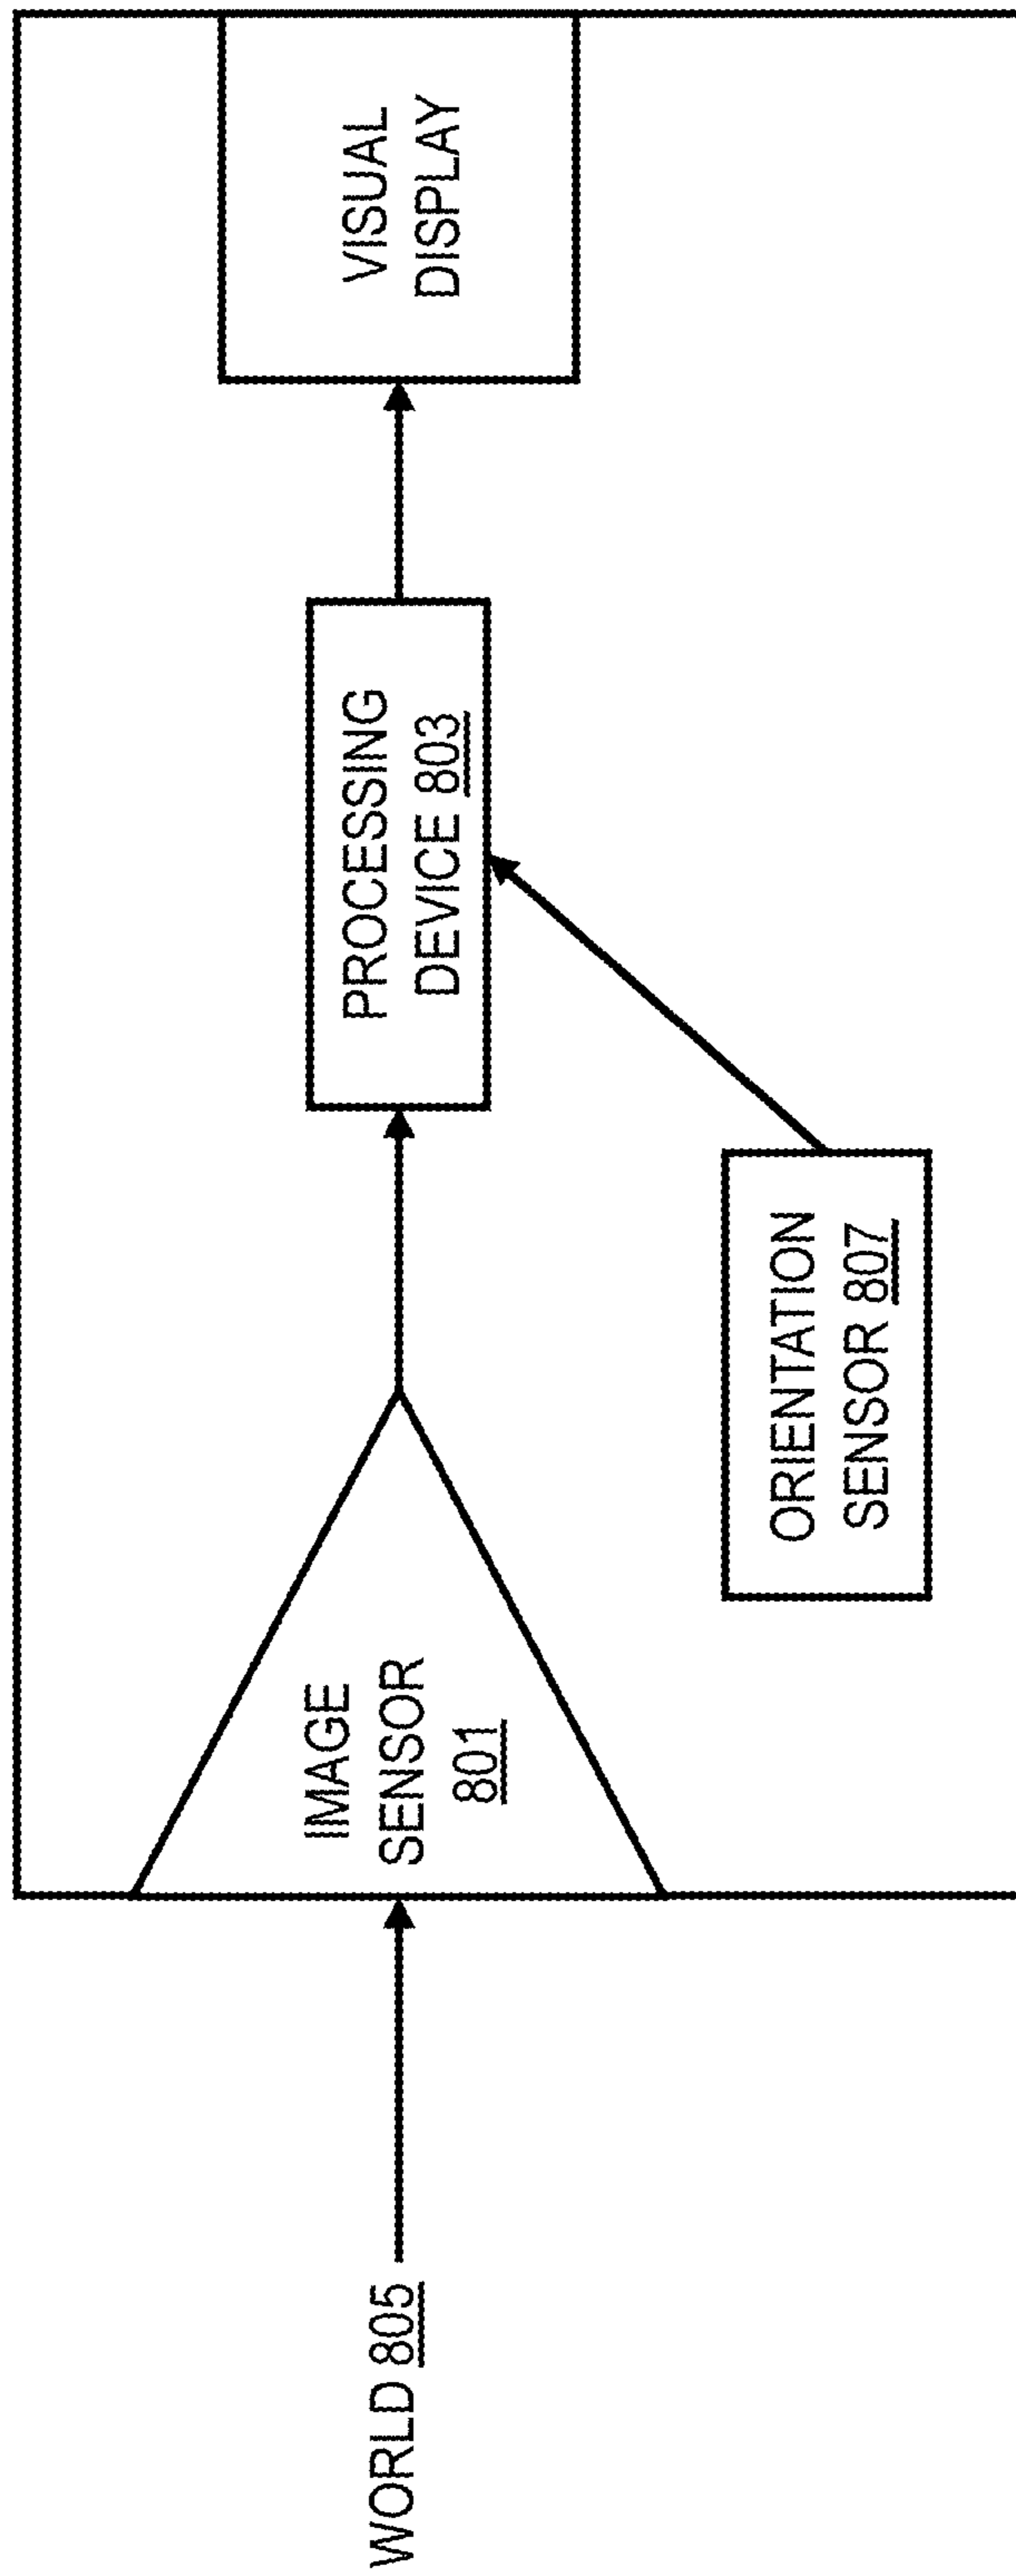 WORLD 805
IMAGE
SENSOR
801
PROCESSING
DEVICE 803
VISUAL
DISPLAY
ORIENTATION
SENSOR 807